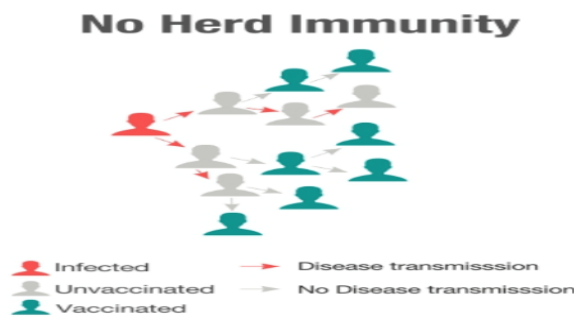 No Herd Immunity
Infected
Disease transmisssion
Unvaccinated
No Disease transmisssion
Vaccinated